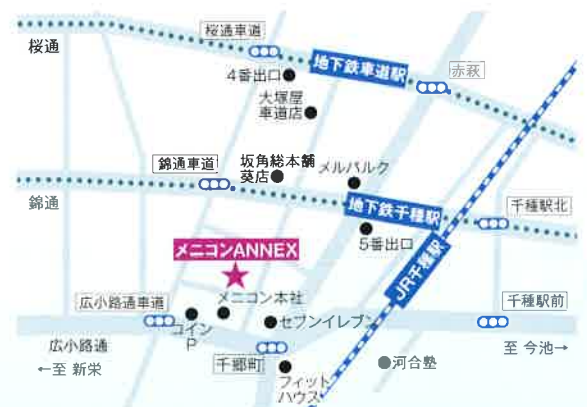 桜通車道
桜通
地下鉄車道駅
赤萩
4番出口
大塚屋
車道店
錦通車道
坂角総本舗
葵店
メルパルク
錦通
地下鉄千種駅
千種駅北
5番出口
メニコンANNEX
JR千種駅
広小路通車道
メニコン本社
千種駅前
コイン
P
セブンイレブン
広小路通
千郷町
至 今池→
←至 新栄
河合塾
フィット
ハウス